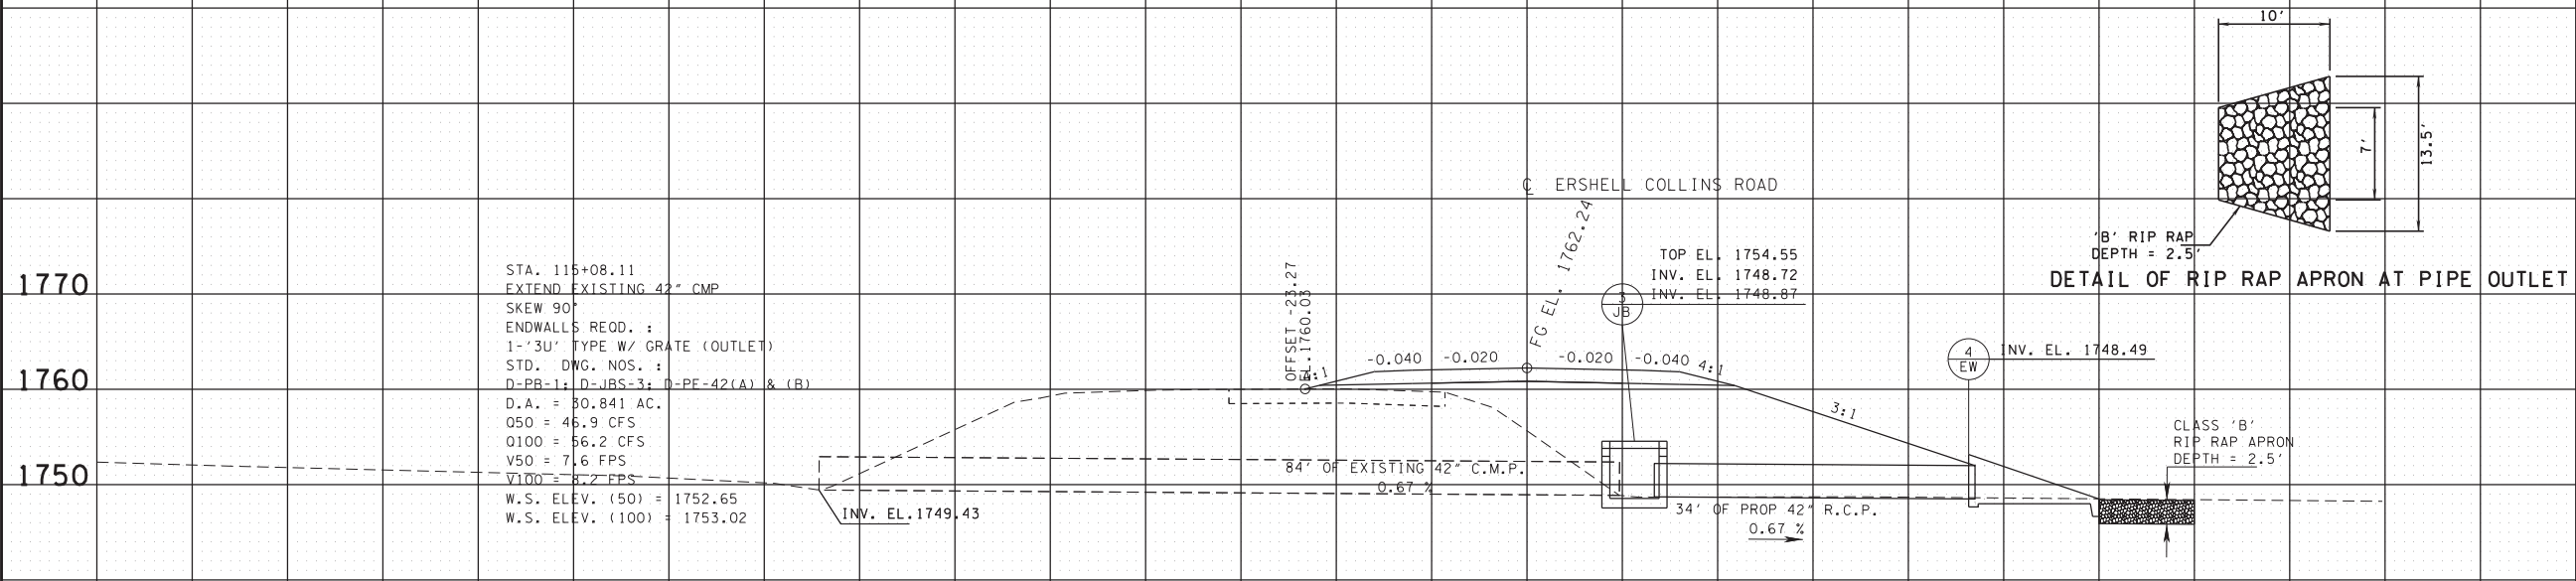 10'
7'
13.5'
'B' RIP RAP
DEPTH = 2.5'
DETAIL OF RIP RAP APRON AT PIPE OUTLET
℄ ERSHELL COLLINS ROAD
FG EL. 1762.24
OFFSET -23.27
EL.1760.03
TOP EL. 1754.55
INV. EL. 1748.72
INV. EL. 1748.87
3
JB
1770
1760
1750
STA. 115+08.11
EXTEND EXISTING 42" CMP
SKEW 90°
ENDWALLS REQD. :
1-'3U' TYPE W/ GRATE (OUTLET)
STD. DWG. NOS. :
D-PB-1; D-JBS-3; D-PE-42(A) & (B)
D.A. = 30.841 AC.
Q50 = 46.9 CFS
Q100 = 56.2 CFS
V50 = 7.6 FPS
V100 = 8.2 FPS
W.S. ELEV. (50) = 1752.65
W.S. ELEV. (100) = 1753.02
4:1
-0.040 -0.020 -0.020 -0.040
4:1
3:1
4
EW
INV. EL. 1748.49
CLASS 'B'
RIP RAP APRON
DEPTH = 2.5'
84' OF EXISTING 42" C.M.P.
0.67 %
INV. EL.1749.43
34' OF PROP 42" R.C.P.
0.67 %